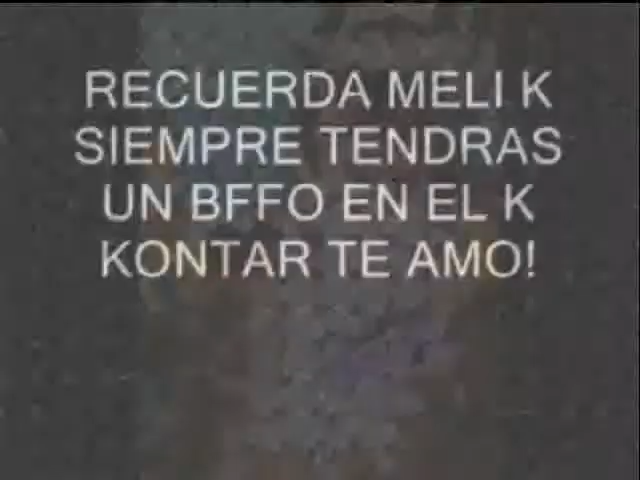 RECUERDA MELI K
SIEMPRE TENDRAS
UN BFFO EN EL K
KONTAR TE AMO!